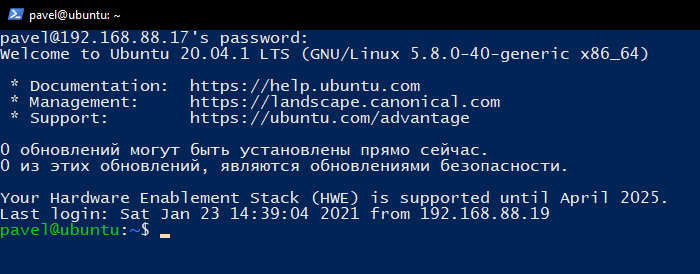 pavel@ubuntu: ~
pavel@192.168.88.17's password:
Welcome to Ubuntu 20.04.1 LTS (GNU/Linux 5.8.0-40-generic x86_64)
* Documentation: https://help.ubuntu.com
* Management: https://landscape.canonical.com
* Support: https://ubuntu.com/advantage
0 обновлений могут быть установлены прямо сейчас.
0 из этих обновлений, являются обновлениями безопасности.
Your Hardware Enablement Stack (HWE) is supported until April 2025.
Last login: Sat Jan 23 14:39:04 2021 from 192.168.88.19
pavel@ubuntu:~$